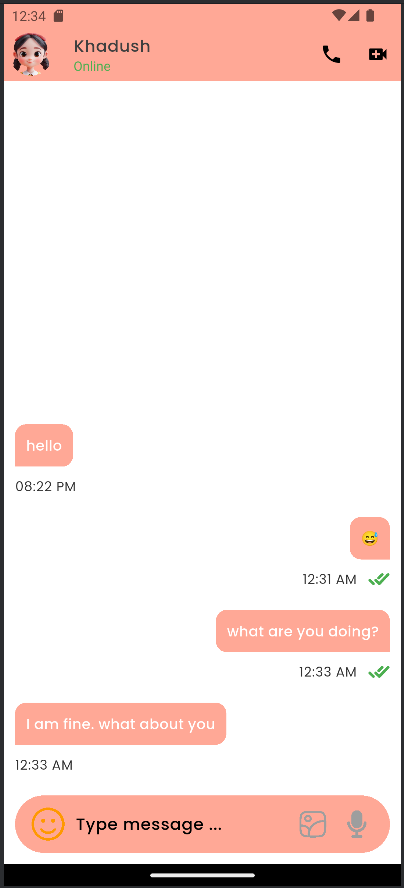 12:34
Khadush
Online
hello
08:22 PM
😅
12:31 AM
what are you doing?
12:33 AM
I am fine. what about you
12:33 AM
Type message ...